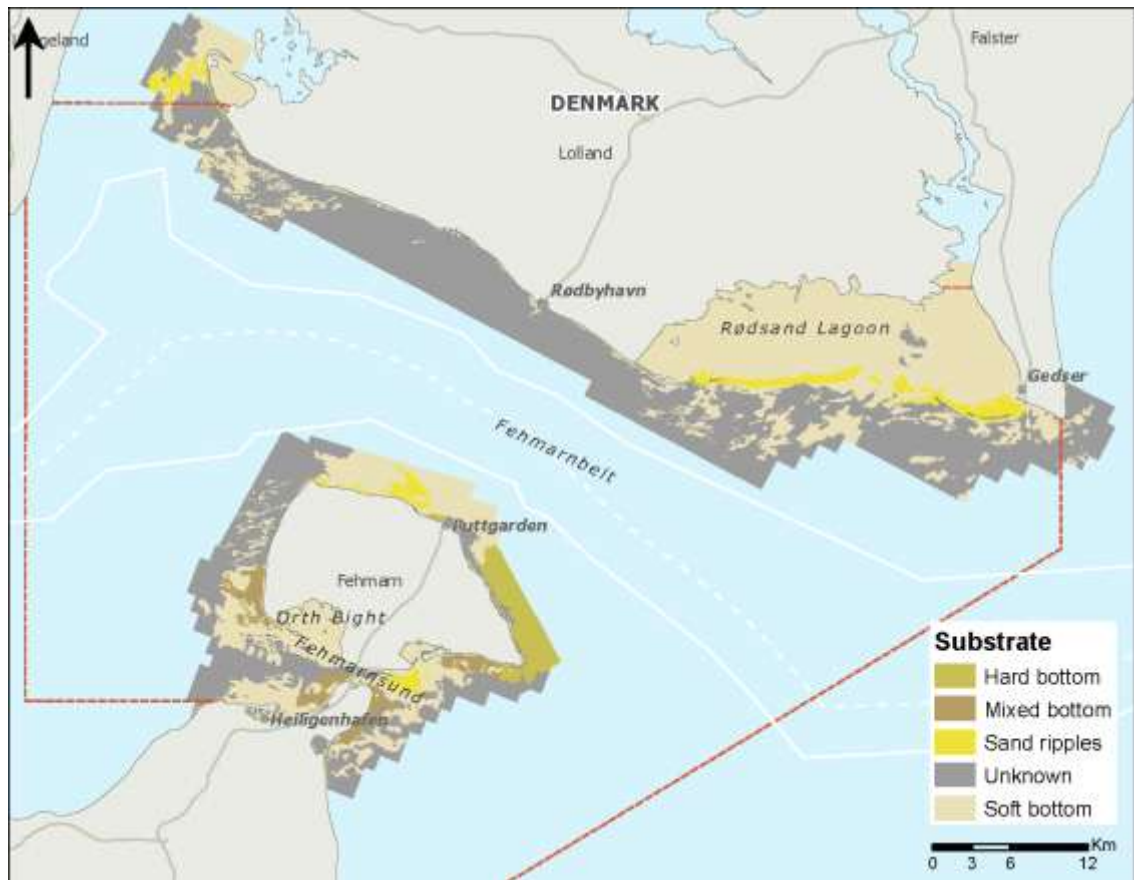 Falster
DENMARK
Lolland
Rødbyhavn
Rødsand Lagoon
Gedser
Fehmarnbelt
Puttgarden
Fehmarn
Orth Bight
Fehmarnsund
Heiligenhafen
Substrate
Hard bottom
Mixed bottom
Sand ripples
Unknown
Soft bottom
Km
0 3 6 12